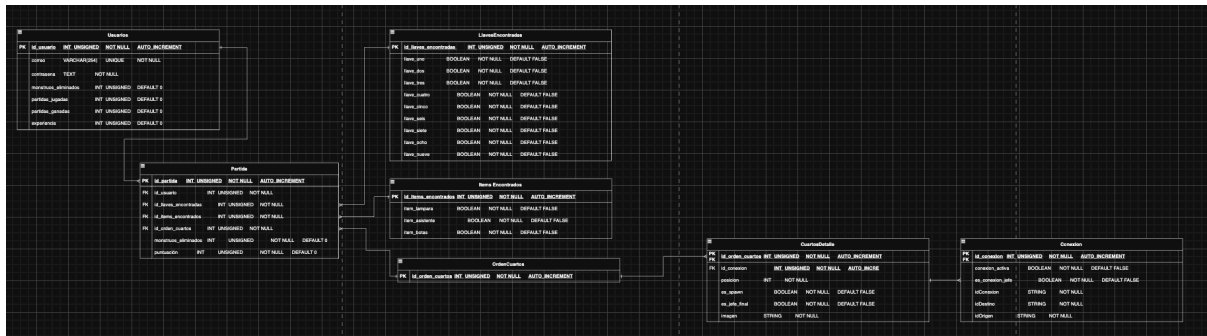 Usuarios
PK id_usuario INT UNSIGNED NOT NULL AUTO_INCREMENT
correo VARCHAR(254) UNIQUE NOT NULL
contrasena TEXT NOT NULL
monstruos_eliminados INT UNSIGNED DEFAULT 0
partidas_jugadas INT UNSIGNED DEFAULT 0
partidas_ganadas INT UNSIGNED DEFAULT 0
experiencia INT UNSIGNED DEFAULT 0
Partida
PK id_partida INT UNSIGNED NOT NULL AUTO_INCREMENT
FK id_usuario INT UNSIGNED NOT NULL
FK id_llaves_encontradas INT UNSIGNED NOT NULL
FK id_items_encontrados INT UNSIGNED NOT NULL
FK id_orden_cuartos INT UNSIGNED NOT NULL
monstruos_eliminados INT UNSIGNED NOT NULL DEFAULT 0
puntuación INT UNSIGNED NOT NULL DEFAULT 0
LlavesEncontradas
PK id_llaves_encontradas INT UNSIGNED NOT NULL AUTO_INCREMENT
llave_uno BOOLEAN NOT NULL DEFAULT FALSE
llave_dos BOOLEAN NOT NULL DEFAULT FALSE
llave_tres BOOLEAN NOT NULL DEFAULT FALSE
llave_cuatro BOOLEAN NOT NULL DEFAULT FALSE
llave_cinco BOOLEAN NOT NULL DEFAULT FALSE
llave_seis BOOLEAN NOT NULL DEFAULT FALSE
llave_siete BOOLEAN NOT NULL DEFAULT FALSE
llave_ocho BOOLEAN NOT NULL DEFAULT FALSE
llave_nueve BOOLEAN NOT NULL DEFAULT FALSE
Items Encontrados
PK id_items_encontrados INT UNSIGNED NOT NULL AUTO_INCREMENT
item_lampara BOOLEAN NOT NULL DEFAULT FALSE
item_asistente BOOLEAN NOT NULL DEFAULT FALSE
item_botas BOOLEAN NOT NULL DEFAULT FALSE
OrdenCuartos
PK id_orden_cuartos INT UNSIGNED NOT NULL AUTO_INCREMENT
CuartosDetalle
PK FK id_orden_cuartos INT UNSIGNED NOT NULL AUTO_INCREMENT
FK id_conexion INT UNSIGNED NOT NULL AUTO_INCRE
posicion INT NOT NULL
es_spawn BOOLEAN NOT NULL DEFAULT FALSE
es_jefe_final BOOLEAN NOT NULL DEFAULT FALSE
imagen STRING NOT NULL
Conexion
PK FK id_conexion INT UNSIGNED NOT NULL AUTO_INCREMENT
conexion_activa BOOLEAN NOT NULL DEFAULT FALSE
es_conexion_jefe BOOLEAN NOT NULL DEFAULT FALSE
idConexion STRING NOT NULL
idDestino STRING NOT NULL
idOrigen STRING NOT NULL